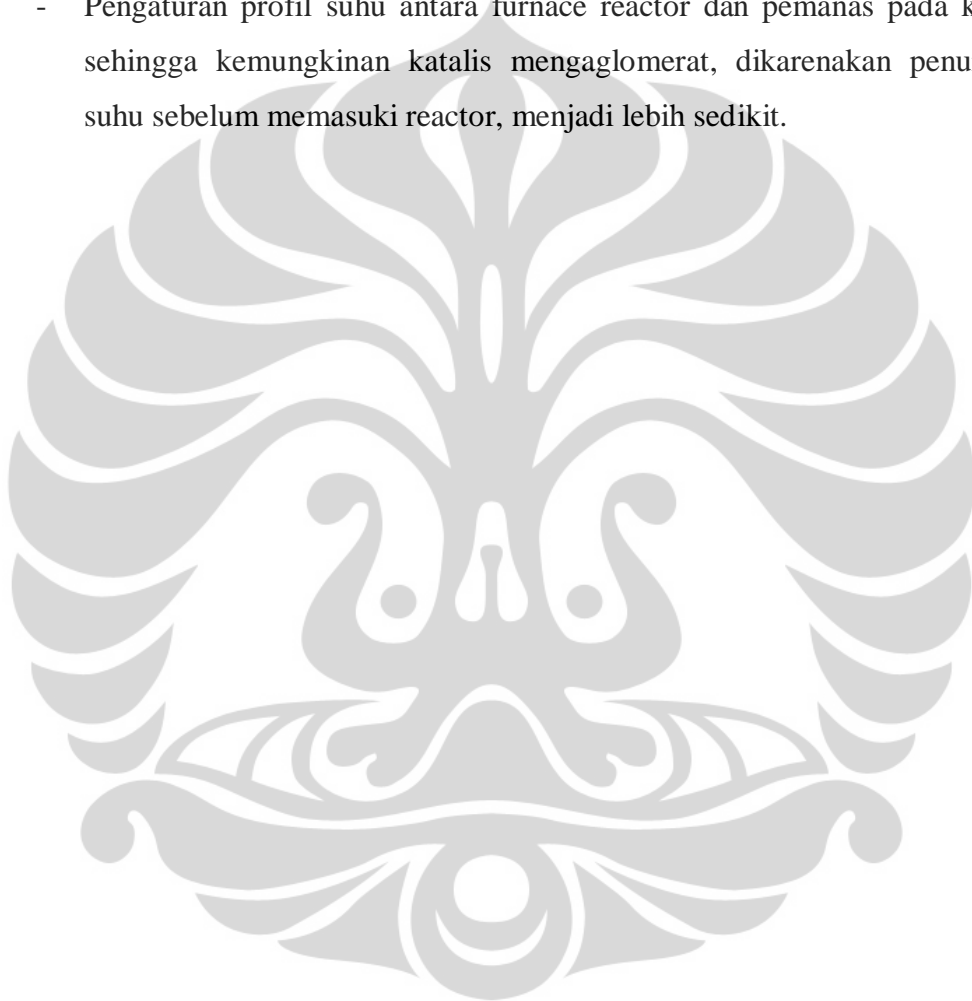 - Pengaturan profil suhu antara furnace reactor dan pemanas pada
sehingga kemungkinan katalis mengaglomerat, dikarenakan
suhu sebelum memasuki reactor, menjadi lebih sedikit.